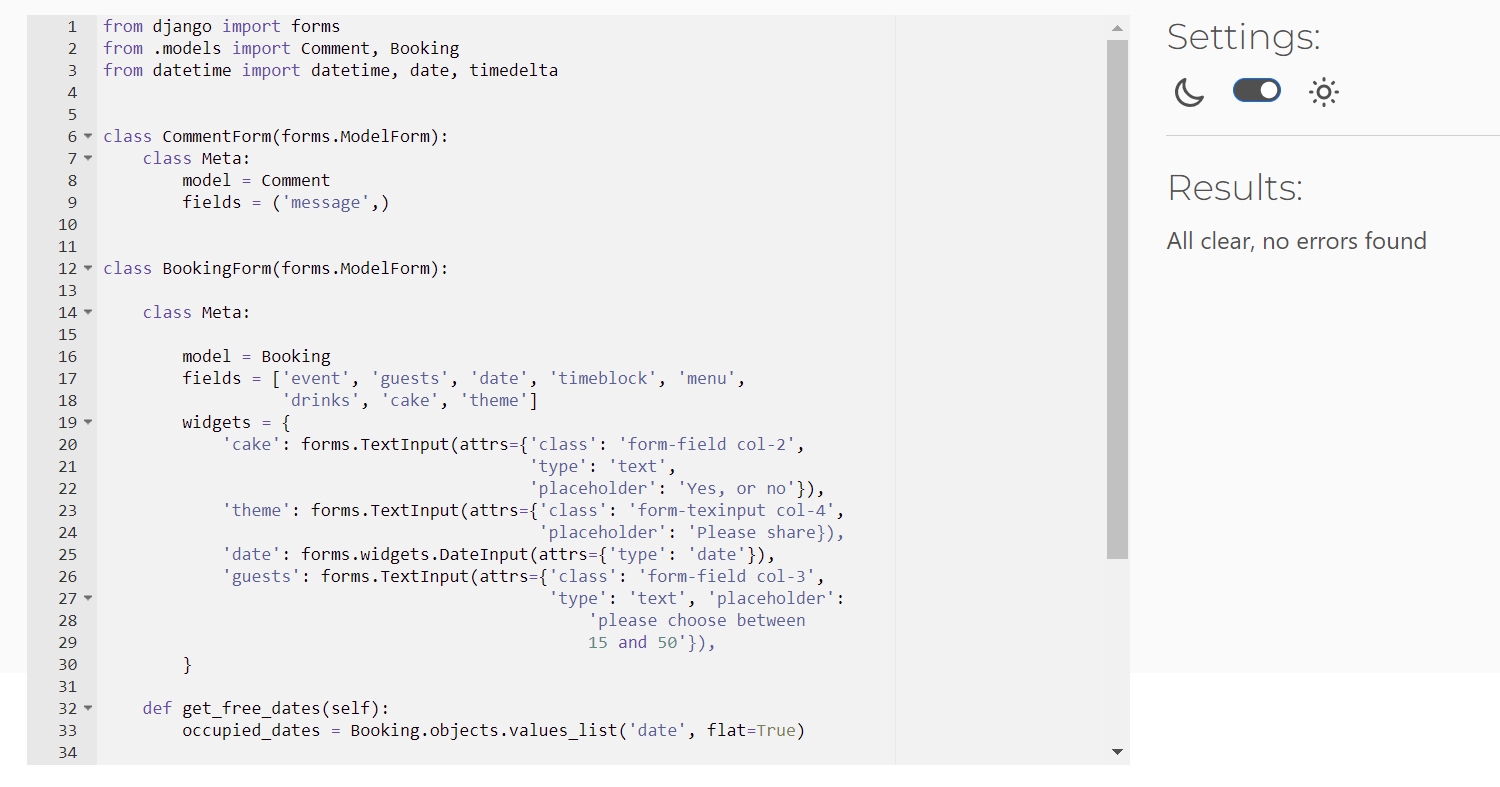 1 from django import forms
2 from .models import Comment, Booking
3 from datetime import datetime, date, timedelta
4
5
6 class CommentForm(forms.ModelForm):
7     class Meta:
8         model = Comment
9         fields = ('message',)
10
11
12 class BookingForm(forms.ModelForm):
13
14     class Meta:
15
16         model = Booking
17         fields = ['event', 'guests', 'date', 'timeblock', 'menu',
18                   'drinks', 'cake', 'theme']
19         widgets = {
20             'cake': forms.TextInput(attrs={'class': 'form-field col-2',
21                                            'type': 'text',
22                                            'placeholder': 'Yes, or no'}),
23             'theme': forms.TextInput(attrs={'class': 'form-texinput col-4',
24                                             'placeholder': 'Please share}),
25             'date': forms.widgets.DateInput(attrs={'type': 'date'}),
26             'guests': forms.TextInput(attrs={'class': 'form-field col-3',
27                                              'type': 'text', 'placeholder':
28                                                  'please choose between
29                                                  15 and 50'}),
30         }
31
32     def get_free_dates(self):
33         occupied_dates = Booking.objects.values_list('date', flat=True)
34
Settings:
Results:
All clear, no errors found